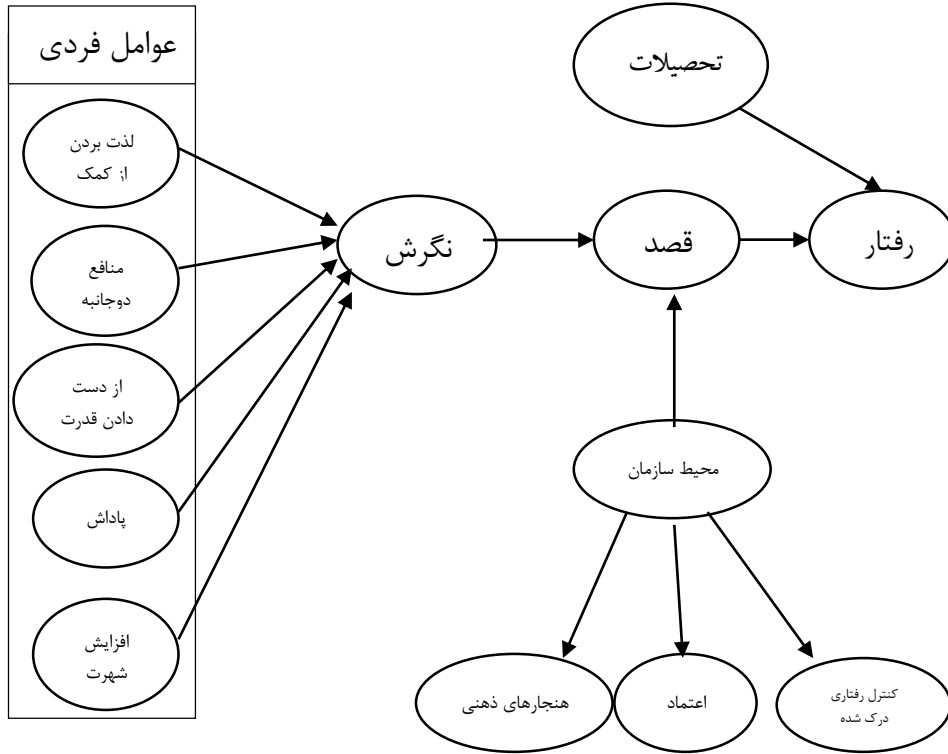 عوامل فردی
تحصیلات
لذت بردن
از کمک
منافع
دوجانبه
از دست
دادن قدرت
پاداش
افزایش
شهرت
نگرش
قصد
رفتار
محیط سازمان
هنجارهای ذهنی
اعتماد
کنترل رفتاری
درک شده